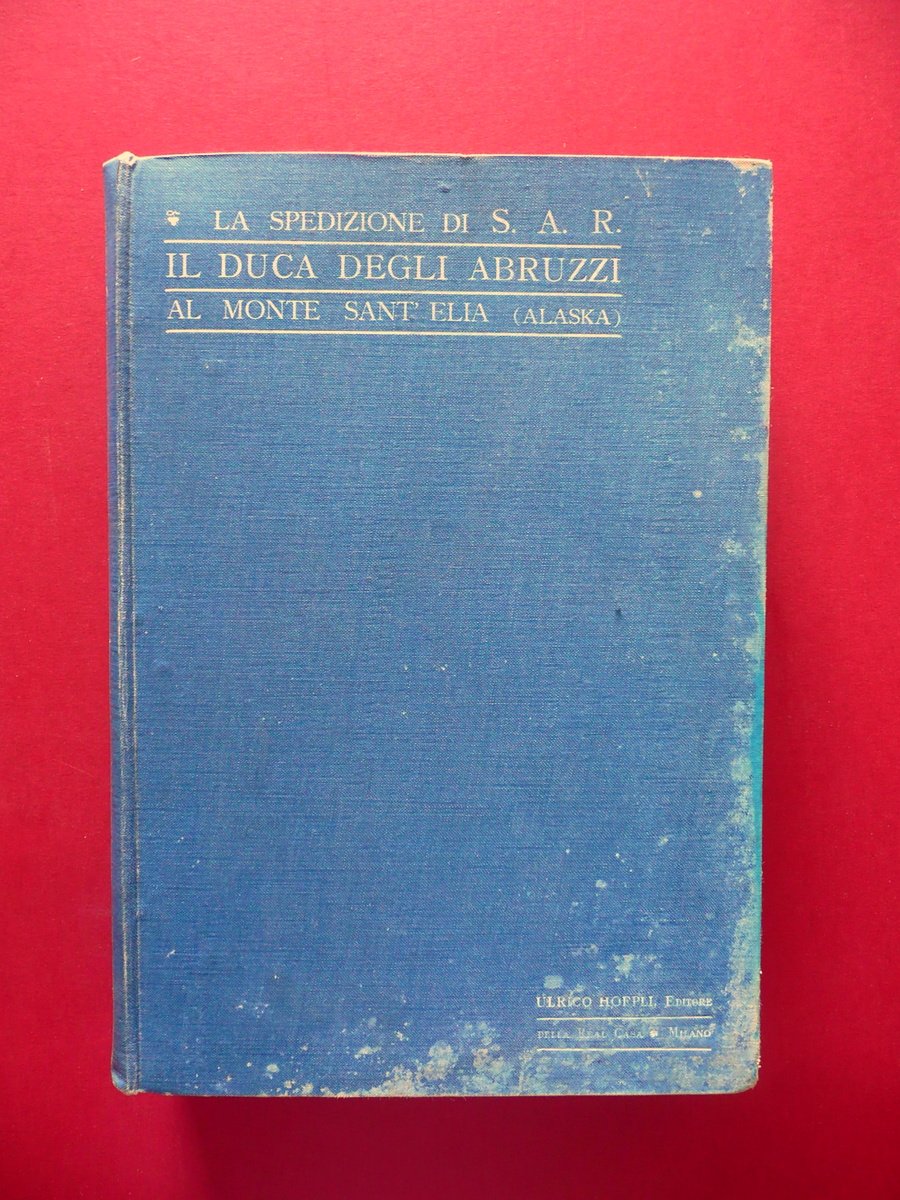 LA SPEDIZIONE DI S. A. R.
IL DUCA DEGLI ABRUZZI
AL MONTE SANT' ELIA (ALASKA)
ULRICO HOEPLI, EDITORE
DELLA REAL CASA MILANO